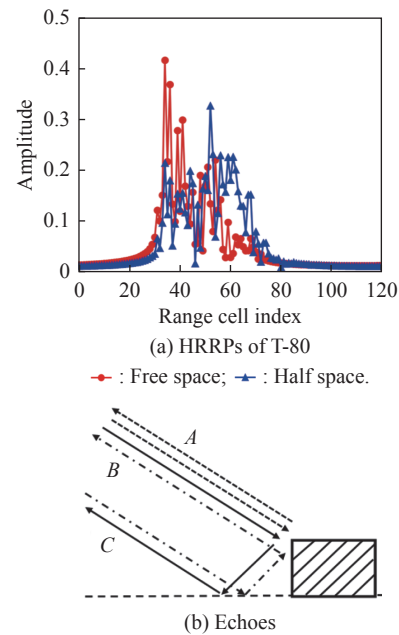 0.5
0.4
0.3
0.2
0.1
0
Amplitude
0 20 40 60 80 100 120
Range cell index
(a) HRRPs of T-80
: Free space; : Half space.
A
B
C
(b) Echoes